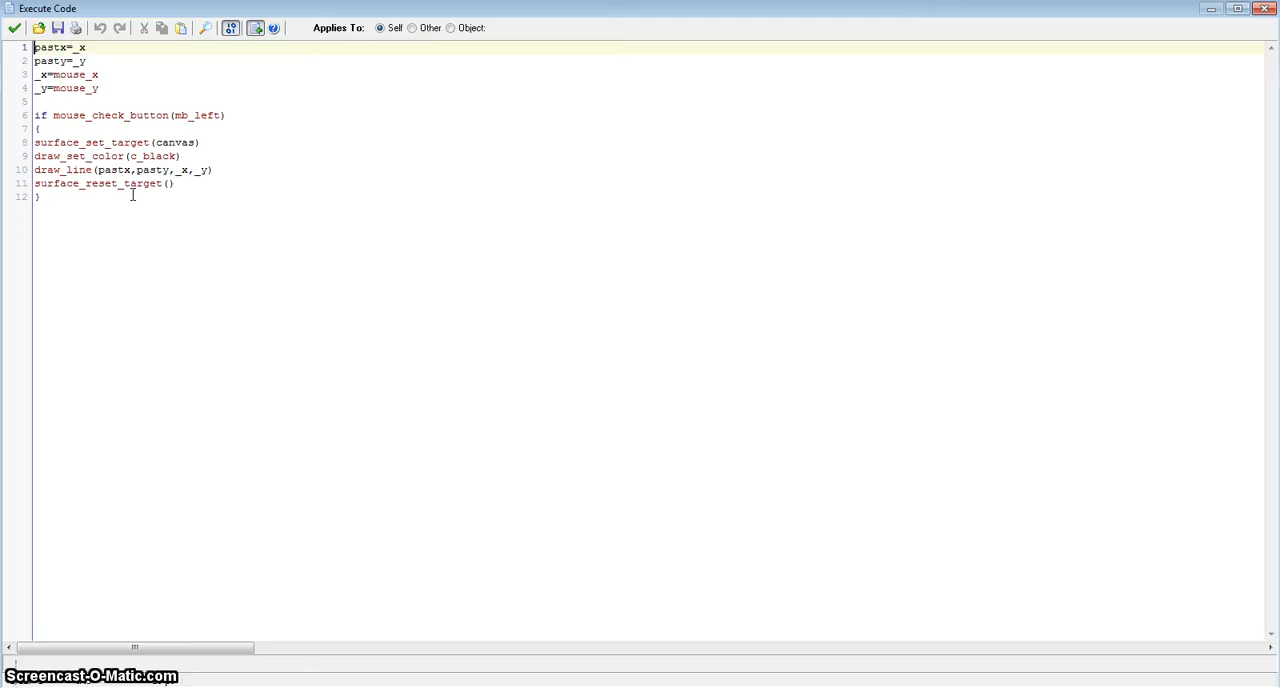 Execute Code
Applies To: Self Other Object:
1 pastx=_x
2 pasty=_y
3 _x=mouse_x
4 _y=mouse_y
5
6 if mouse_check_button(mb_left)
7 {
8 surface_set_target(canvas)
9 draw_set_color(c_black)
10 draw_line(pastx,pasty,_x,_y)
11 surface_reset_target()
12 }
Screencast-O-Matic.com